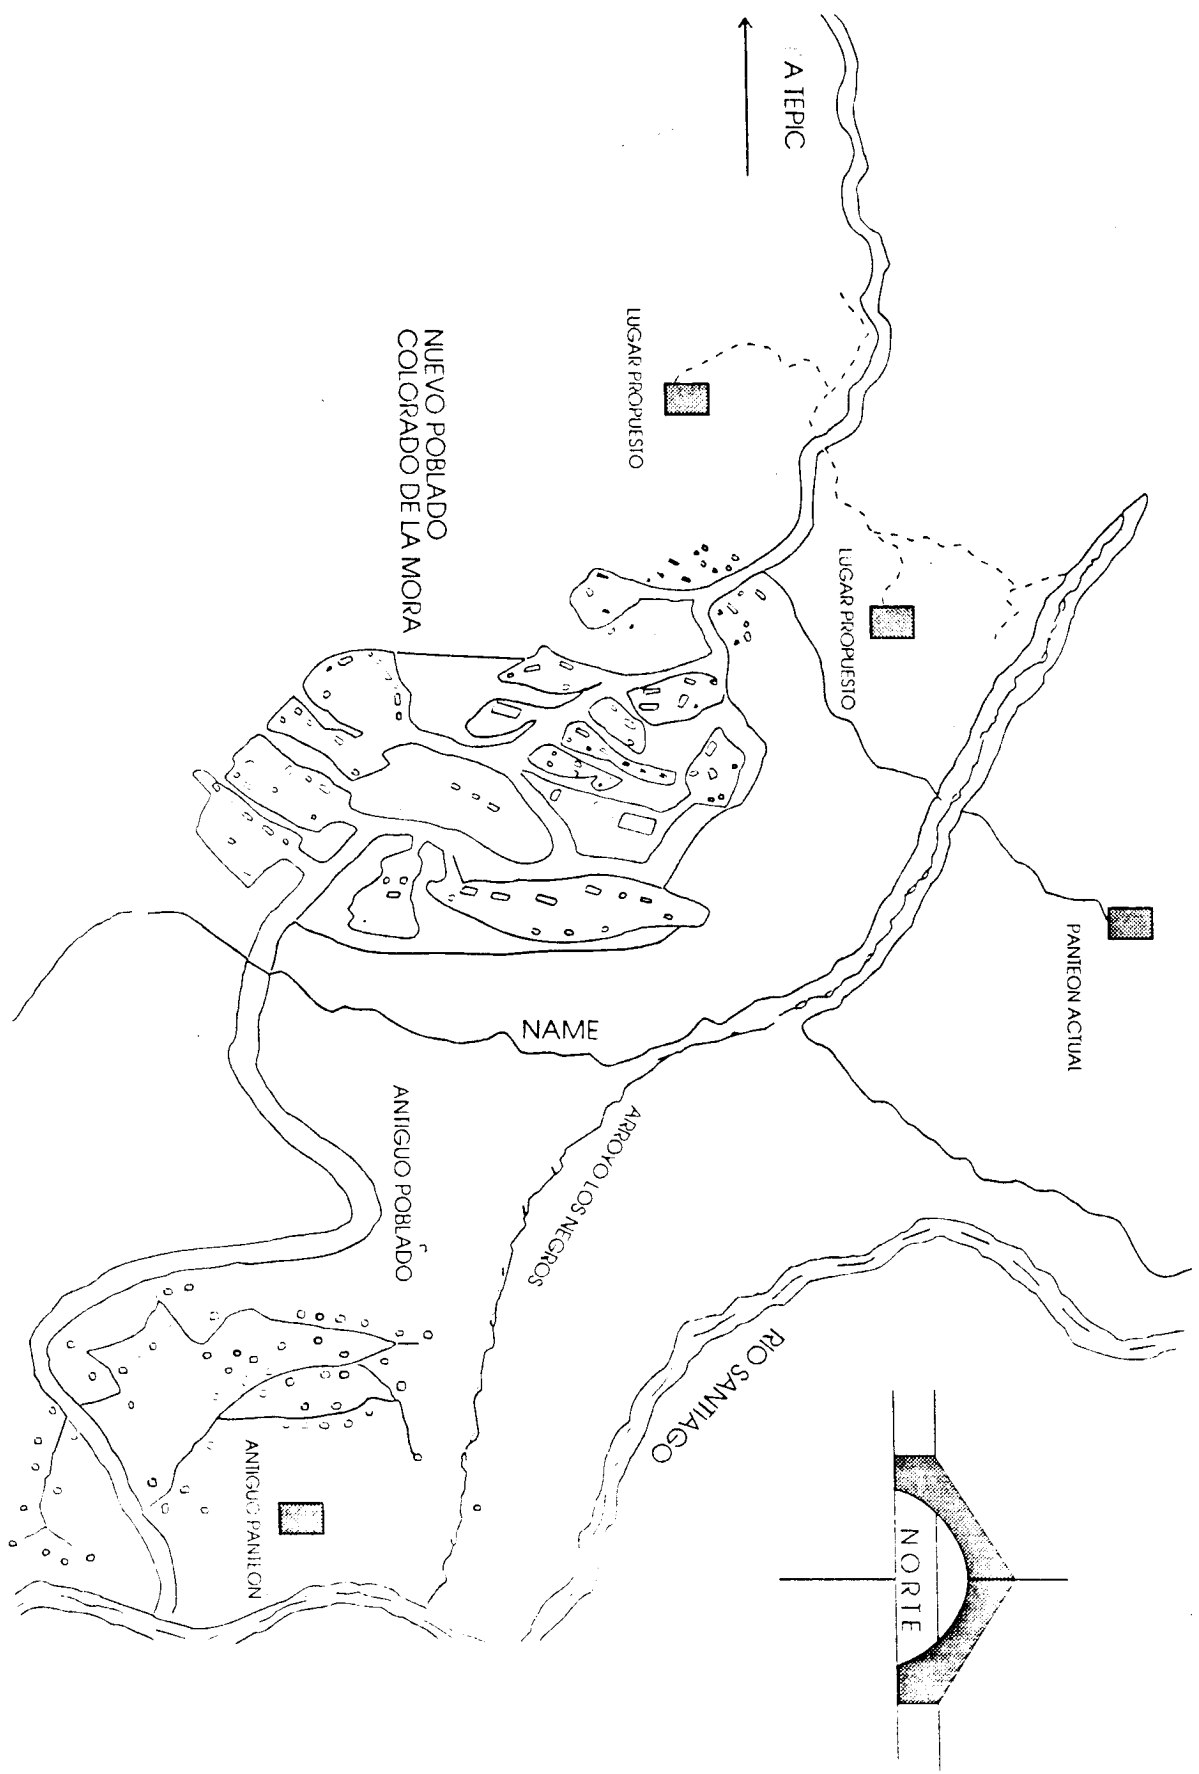 A TEPIC
LUGAR PROPUESTO
NUEVO POBLADO
COLORADO DE LA MORA
LUGAR PROPUESTO
PANTEON ACTUAL
NAME
ARROYO LOS NEGROS
ANTIGUO POBLADO
RIO SANTIAGO
ANTIGUO PANTEON
NORTE